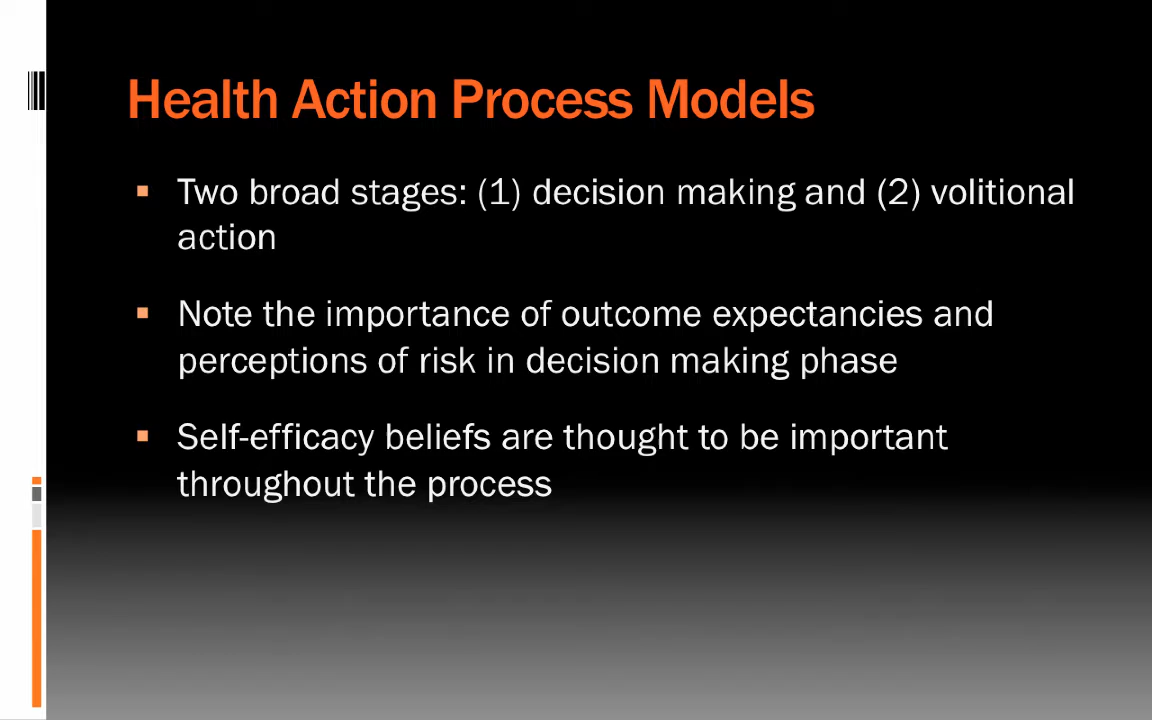 Health Action Process Models
▪ Two broad stages: (1) decision making and (2) volitional
action
▪ Note the importance of outcome expectancies and
perceptions of risk in decision making phase
▪ Self-efficacy beliefs are thought to be important
throughout the process